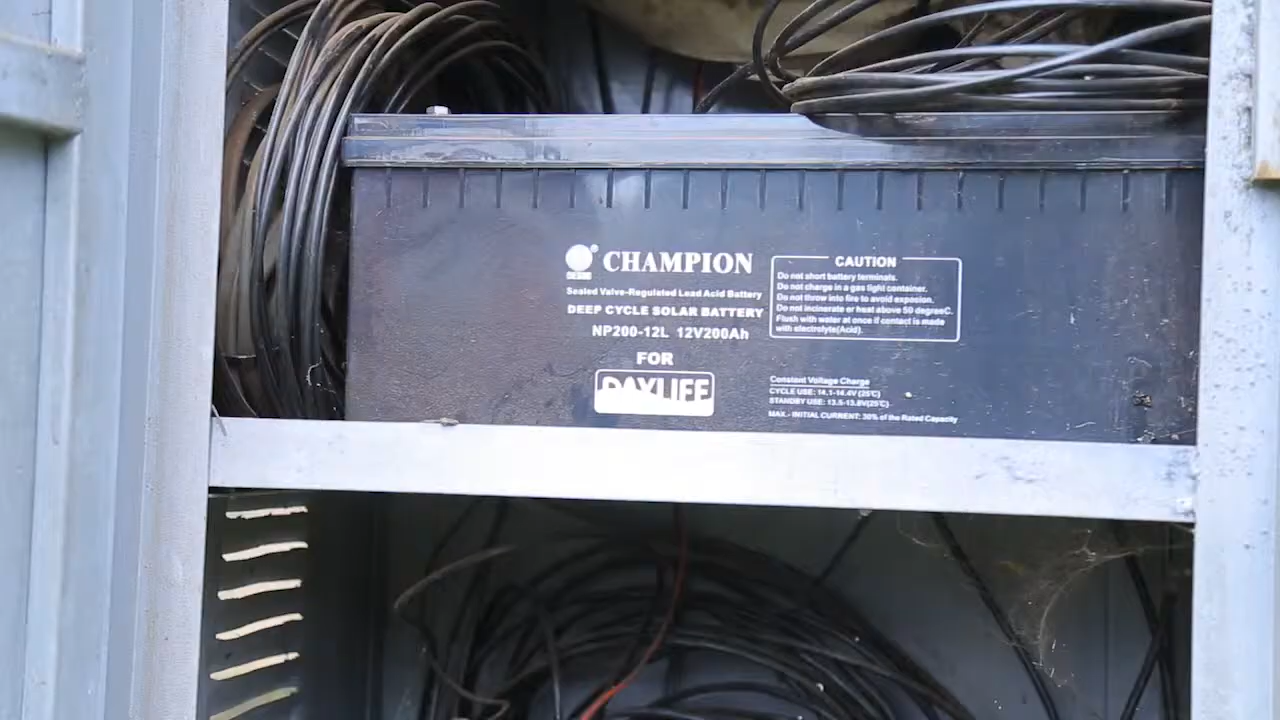 CHAMPION
Sealed Valve-Regulated Lead Acid Battery
DEEP CYCLE SOLAR BATTERY
NP200-12L 12V200Ah
FOR
DAYLIFF
CAUTION
Do not short battery terminals.
Do not charge in a gas tight container.
Do not throw into fire to avoid expocion.
Do not incinerate or heat above 50 degreesC.
Flush with water at once if contact is made
with electrolyte(Acid).
Constant Voltage Charge
CYCLE USE: 14.1-14.4V (25℃)
STANDBY USE: 13.5-13.8V(25℃)
MAX.- INITIAL CURRENT: 30% of the Rated Capacity